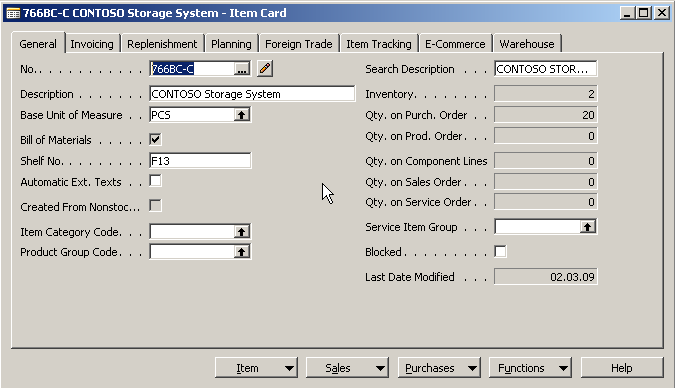 766BC-C CONTOSO Storage System - Item Card
General Invoicing Replenishment Planning Foreign Trade Item Tracking E-Commerce Warehouse
No. . . . . . . . . . . . 766BC-C ... Search Description . . . CONTOSO STOR...
Description . . . . . . . CONTOSO Storage System Inventory. . . . . . . . . 2
Base Unit of Measure . . PCS Qty. on Purch. Order . . 20
Bill of Materials . . . . . Qty. on Prod. Order. . . 0
Shelf No. . . . . . . . . F13 Qty. on Component Lines 0
Automatic Ext. Texts . . Qty. on Sales Order . . . 0
Created From Nonstoc... Qty. on Service Order . . 0
Item Category Code. . . Service Item Group . . .
Product Group Code. . . Blocked . . . . . . . . .
Last Date Modified . . . 02.03.09
Item Sales Purchases Functions Help